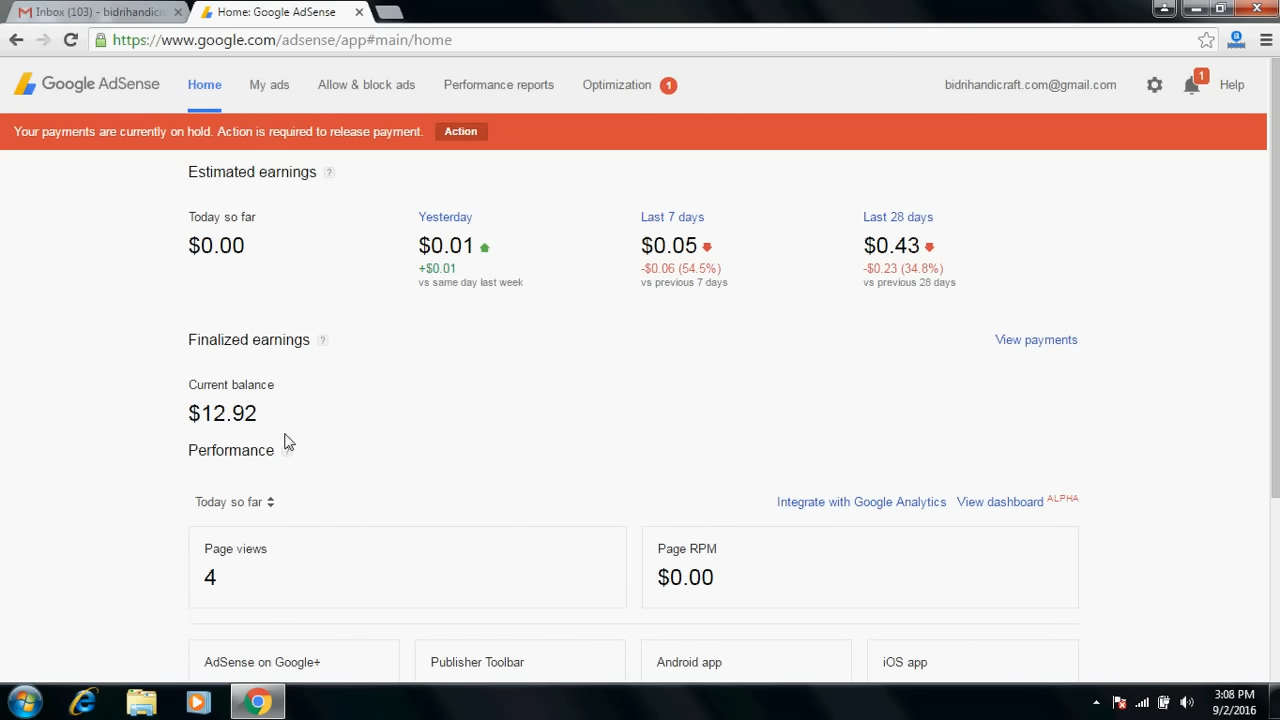 Inbox (103) - bidrihandicr
Home: Google AdSense
https://www.google.com/adsense/app#main/home
Google AdSense
Home
My ads
Allow & block ads
Performance reports
Optimization 1
bidrihandicraft.com@gmail.com
1
Help
Your payments are currently on hold. Action is required to release payment.
Action
Estimated earnings ?
Today so far
Yesterday
Last 7 days
Last 28 days
$0.00
$0.01
$0.05
$0.43
+$0.01
-$0.06 (54.5%)
-$0.23 (34.8%)
vs same day last week
vs previous 7 days
vs previous 28 days
Finalized earnings ?
View payments
Current balance
$12.92
Performance
Today so far
Integrate with Google Analytics
View dashboard ALPHA
Page views
4
Page RPM
$0.00
AdSense on Google+
Publisher Toolbar
Android app
iOS app
3:08 PM
9/2/2016